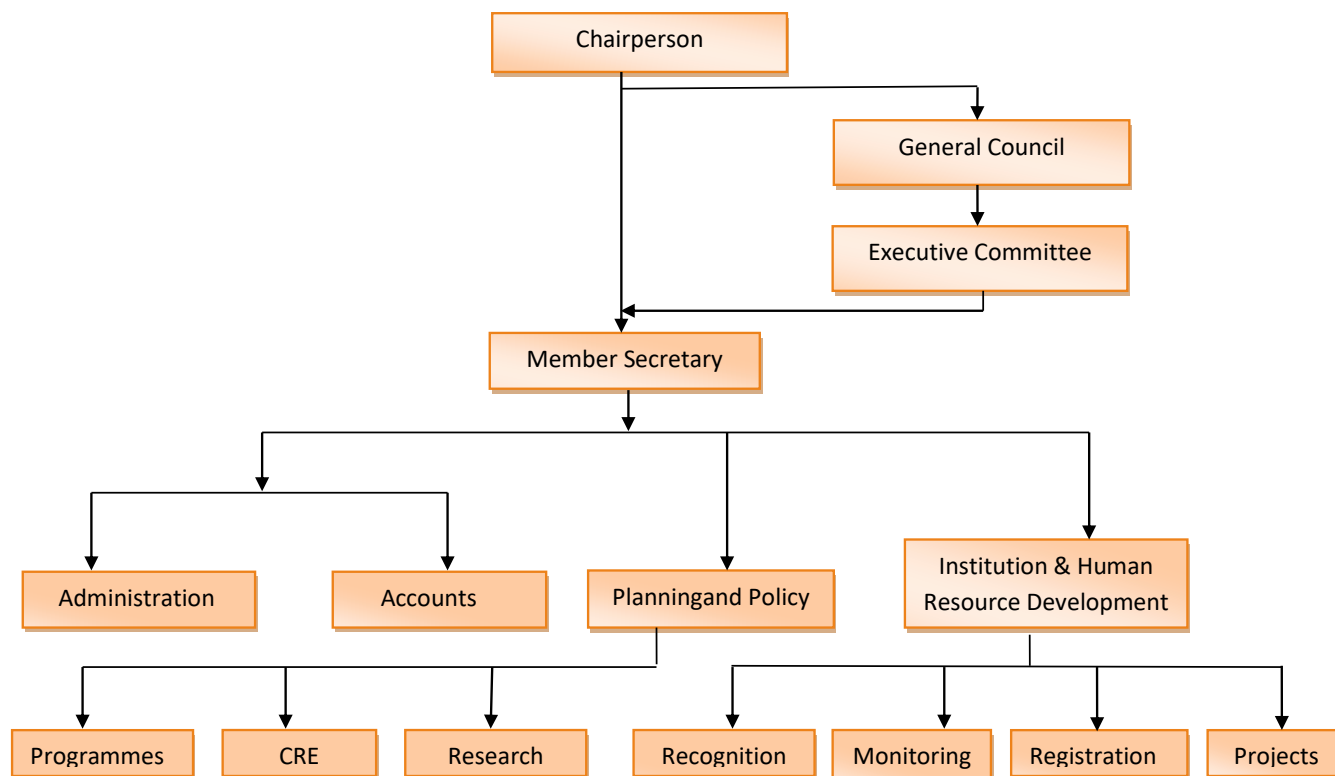 Chairperson
General Council
Executive Committee
Member Secretary
Administration
Accounts
Planningand Policy
Institution & Human
Resource Development
Programmes
CRE
Research
Recognition
Monitoring
Registration
Projects